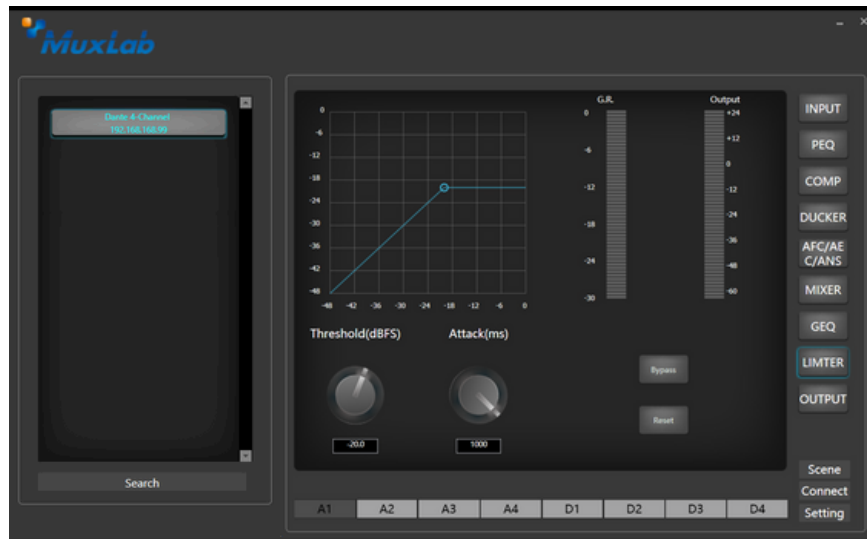 MuxLab
Dante 4-Channel
192.168.168.99
Search
G.R.
Output
0
-6
-12
-18
-24
-30
-36
-42
-48
-48 -42 -36 -30 -24 -18 -12 -6 0
0
-6
-12
-18
-24
-30
+24
+12
0
-12
-24
-36
-48
-60
Threshold(dBFS)
Attack(ms)
-20.0
1000
Bypass
Reset
A1 A2 A3 A4 D1 D2 D3 D4
INPUT
PEQ
COMP
DUCKER
AFC/AE
C/ANS
MIXER
GEQ
LIMTER
OUTPUT
Scene
Connect
Setting